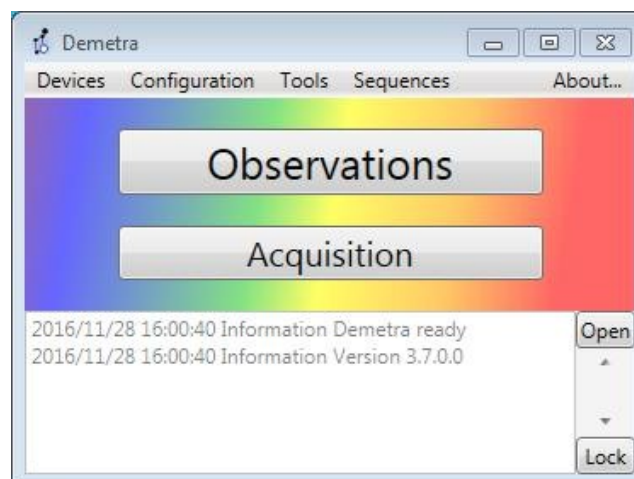 Demetra
Devices Configuration Tools Sequences About...
Observations
Acquisition
2016/11/28 16:00:40 Information Demetra ready
2016/11/28 16:00:40 Information Version 3.7.0.0
Open
Lock